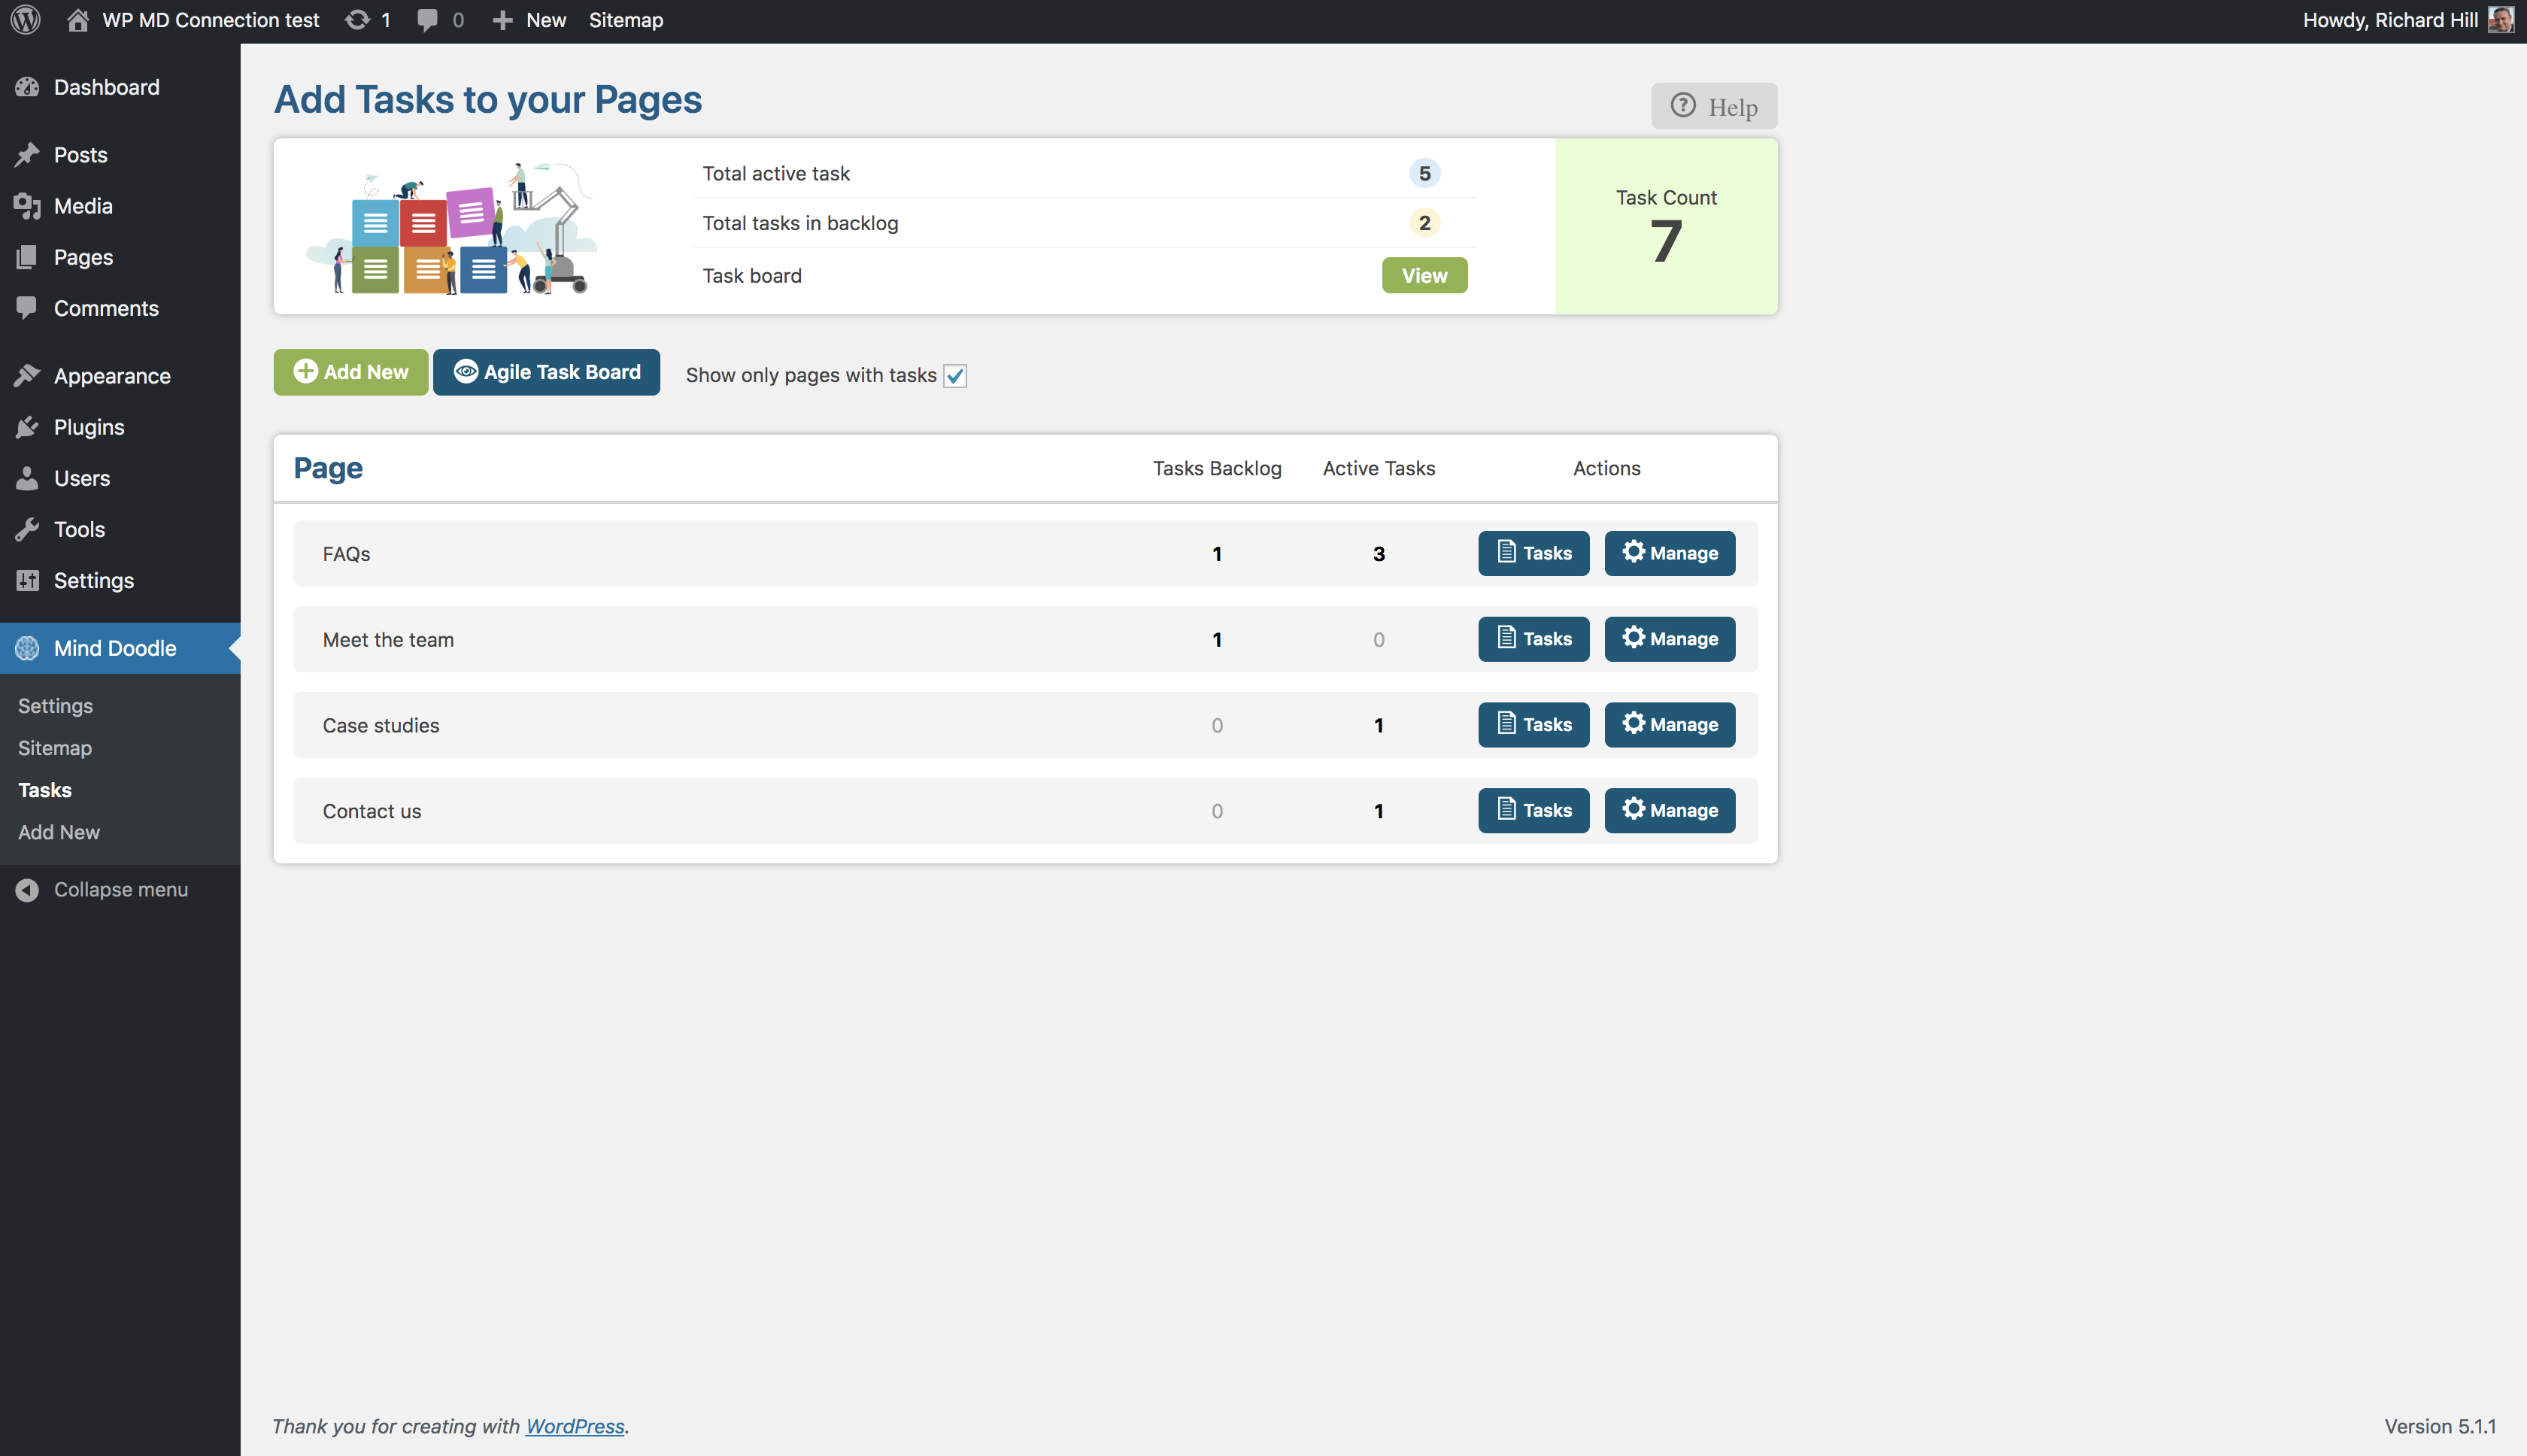 WP MD Connection test 1 0 New Sitemap Howdy, Richard Hill
Dashboard
Posts
Media
Pages
Comments
Appearance
Plugins
Users
Tools
Settings
Mind Doodle
Settings
Sitemap
Tasks
Add New
Collapse menu
Add Tasks to your Pages
Help
Total active task 5
Total tasks in backlog 2
Task board View
Task Count
7
Add New Agile Task Board Show only pages with tasks
Page Tasks Backlog Active Tasks Actions
FAQs 1 3 Tasks Manage
Meet the team 1 0 Tasks Manage
Case studies 0 1 Tasks Manage
Contact us 0 1 Tasks Manage
Thank you for creating with WordPress. Version 5.1.1